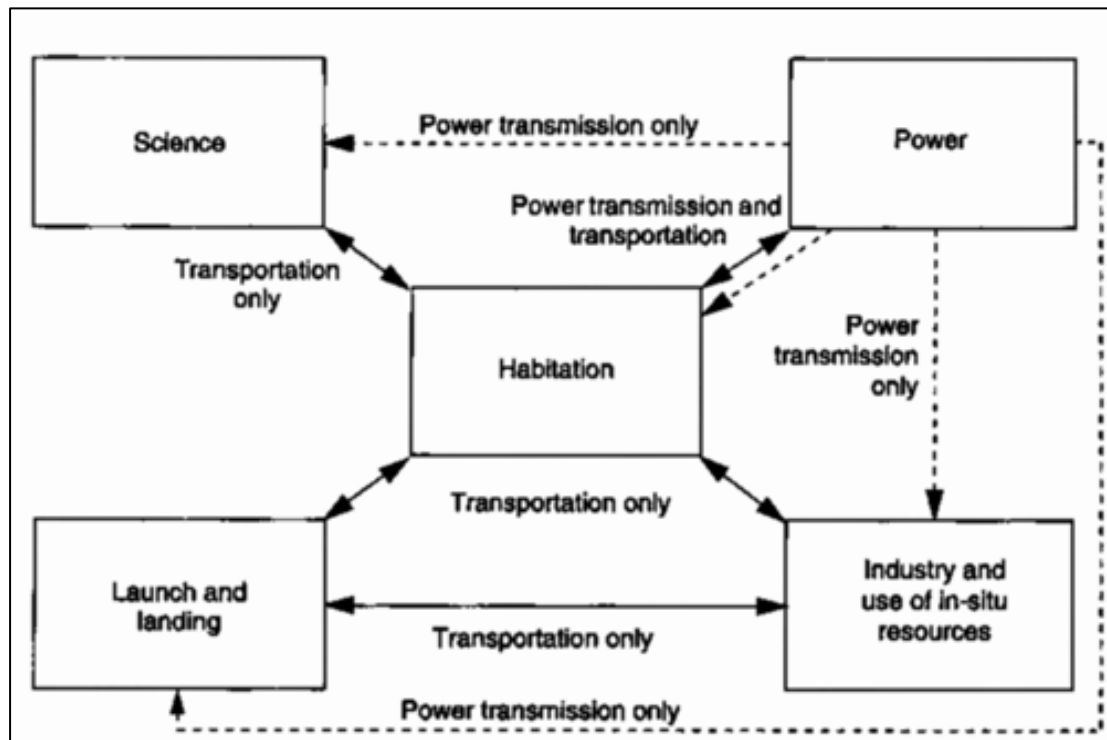 Science
Power transmission only
Power
Power transmission and
transportation
Transportation
only
Habitation
Power
transmission
only
Transportation only
Launch and
landing
Industry and
use of in-situ
resources
Transportation only
Power transmission only